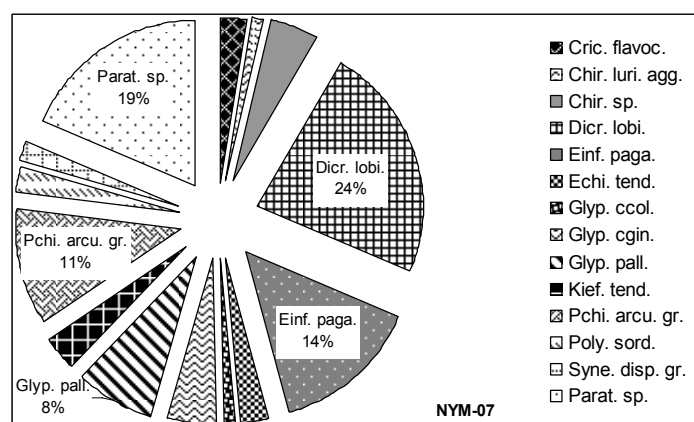 Parat. sp.
19%
Dicr. lobi.
24%
Pchi. arcu. gr.
11%
Einf. paga.
14%
Glyp. pall.
8%
NYM-07
Cric. flavoc.
Chir. luri. agg.
Chir. sp.
Dicr. lobi.
Einf. paga.
Echi. tend.
Glyp. ccol.
Glyp. cgin.
Glyp. pall.
Kief. tend.
Pchi. arcu. gr.
Poly. sord.
Syne. disp. gr.
Parat. sp.